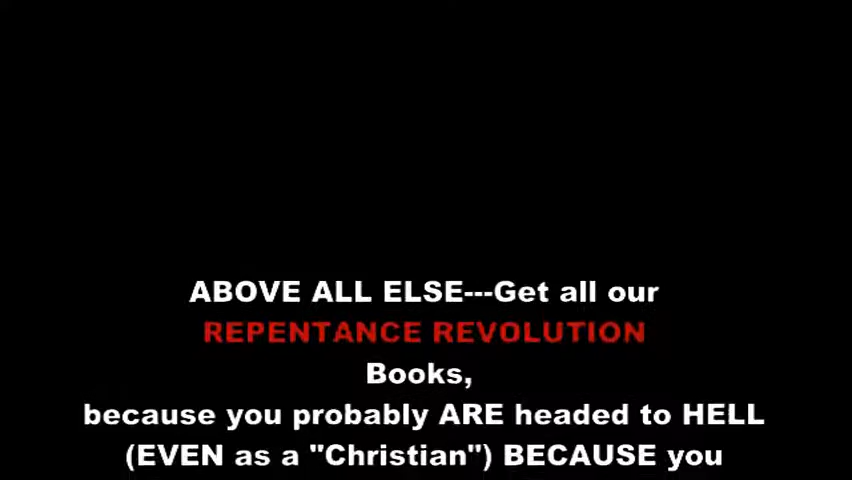 ABOVE ALL ELSE---Get all our
REPENTANCE REVOLUTION
Books,
because you probably ARE headed to HELL
(EVEN as a "Christian") BECAUSE you